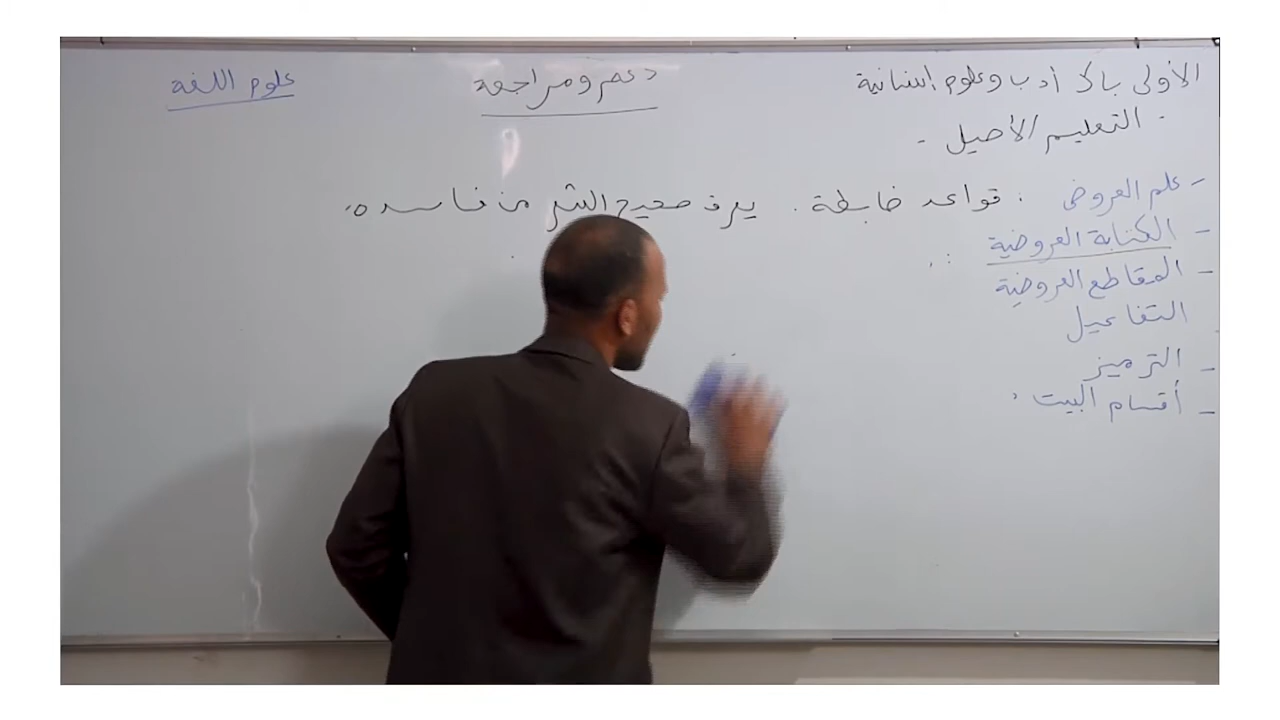 الأولى باك أدب وعلوم إنسانية
التعليم الأصيل -
دعم ومراجعة
علوم اللغة
- علم العروض : قواعد ضابطة . يعرف صحيح الشعر من فاسده
- الكتابة العروضية :
- المقاطع العروضية
التفاعيل
- الترميز
- أقسام البيت